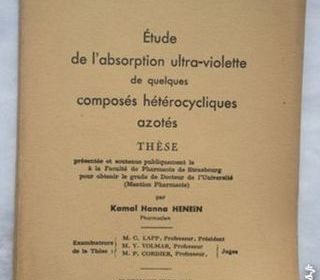 Étude
de l'absorption ultra-violette
de quelques
composés hétérocycliques
azotés
THÈSE
présentée et soutenue publiquement le
à la Faculté de Pharmacie de Strasbourg
pour obtenir le grade de Docteur de l'Université
(Mention Pharmacie)
par
Kamal Hanna HENEIN
Pharmacien
Examinateurs de la Thèse : M. C. LAPP, Professeur, Président
M. Y. VOLMAR, Professeur
M. P. CORDIER, Professeur, Juges